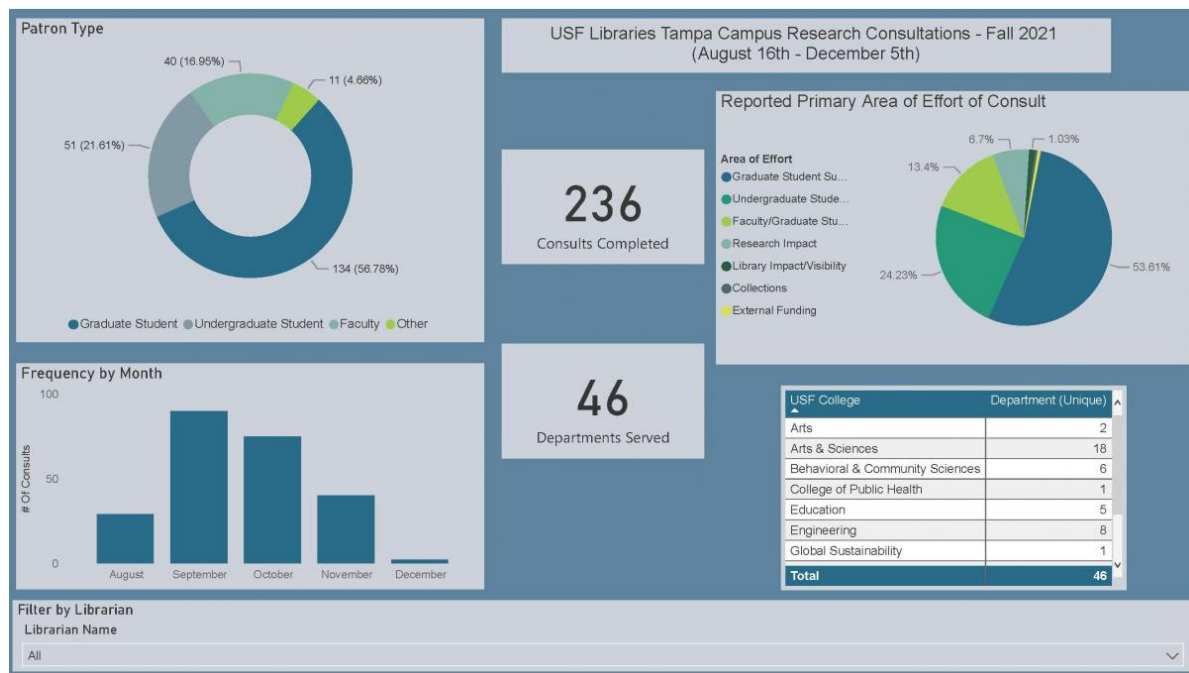 Patron Type
40 (16.95%)
11 (4.66%)
51 (21.61%)
134 (56.78%)
Graduate Student Undergraduate Student Faculty Other
USF Libraries Tampa Campus Research Consultations - Fall 2021
(August 16th - December 5th)
236
Consults Completed
Reported Primary Area of Effort of Consult
Area of Effort
Graduate Student Su...
Undergraduate Stude...
Faculty/Graduate Stu...
Research Impact
Library Impact/Visibility
Collections
External Funding
6.7%
1.03%
13.4%
24.23%
53.61%
Frequency by Month
# Of Consults
100
50
0
August September October November December
46
Departments Served
USF College Department (Unique)
Arts 2
Arts & Sciences 18
Behavioral & Community Sciences 6
College of Public Health 1
Education 5
Engineering 8
Global Sustainability 1
Total 46
Filter by Librarian
Librarian Name
All